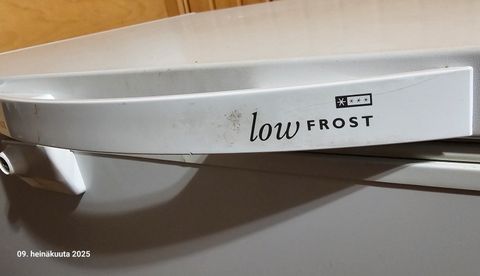 low FROST
09. heinäkuuta 2025